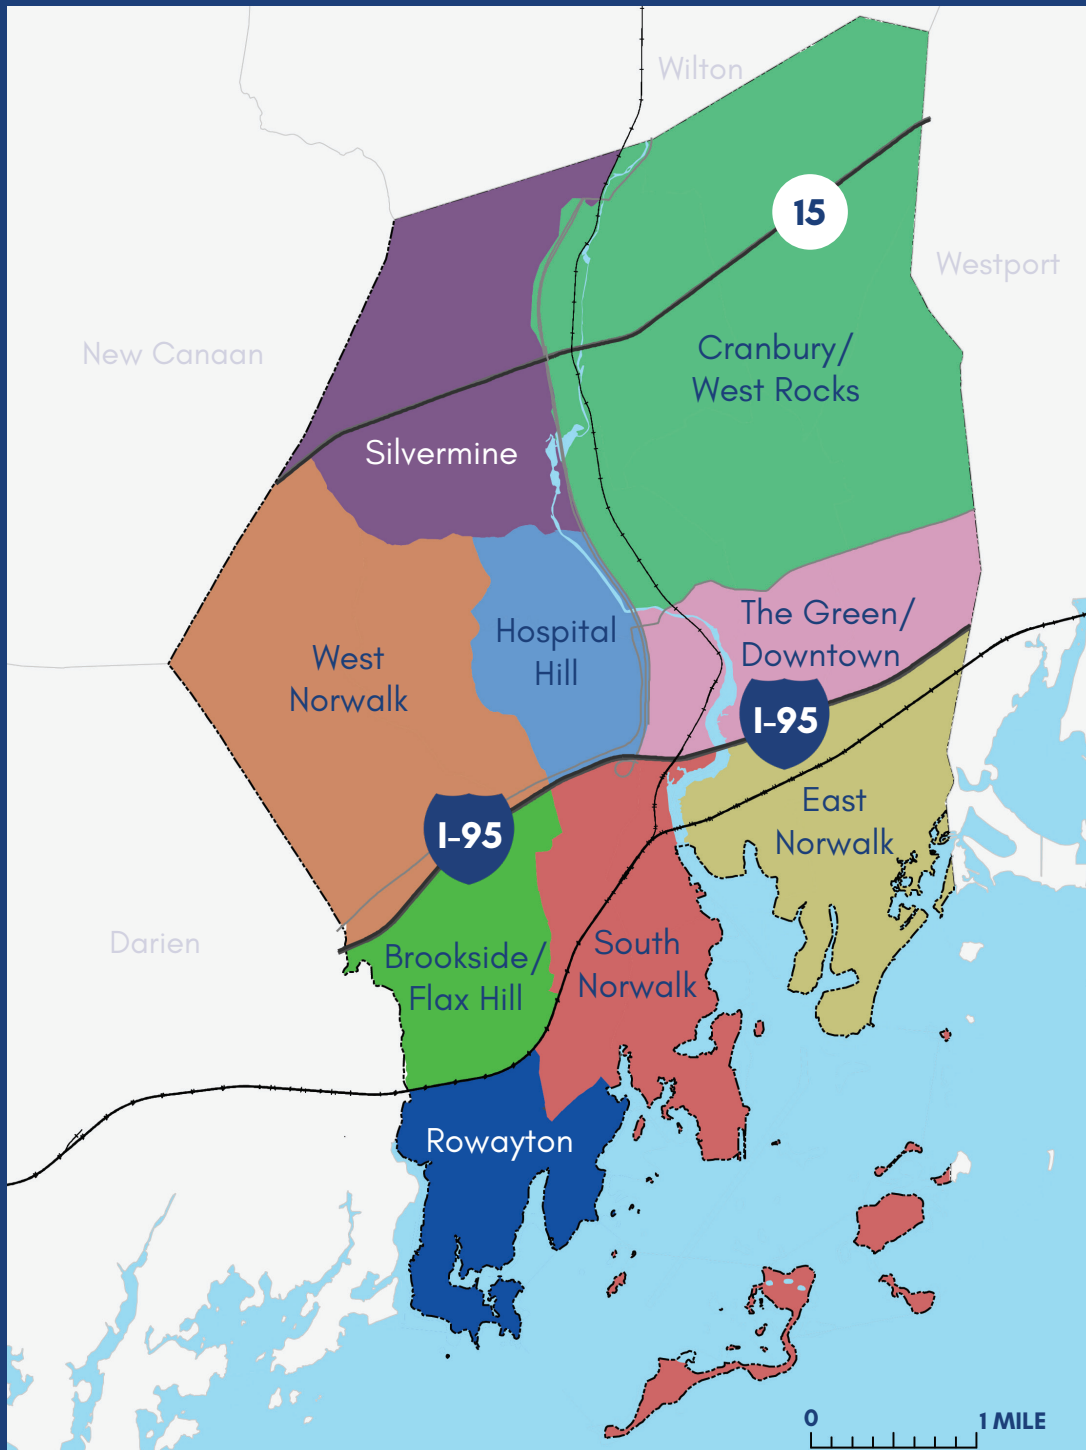 Wilton
15
Westport
New Canaan
Cranbury/
West Rocks
Silvermine
The Green/
Downtown
Hospital
Hill
West
Norwalk
I-95
East
Norwalk
I-95
Darien
Brookside/
Flax Hill
South
Norwalk
Rowayton
0
1 MILE